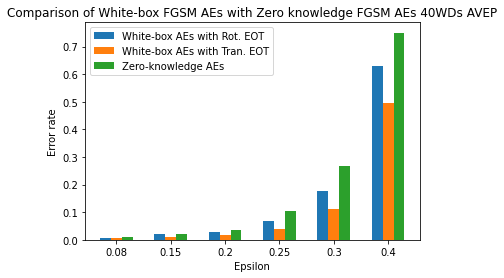 Comparison of White-box FGSM AEs with Zero knowledge FGSM AEs 40WDs AVEP
White-box AEs with Rot. EOT
White-box AEs with Tran. EOT
Zero-knowledge AEs
Error rate
0.7
0.6
0.5
0.4
0.3
0.2
0.1
0.0
0.08 0.15 0.2 0.25 0.3 0.4
Epsilon